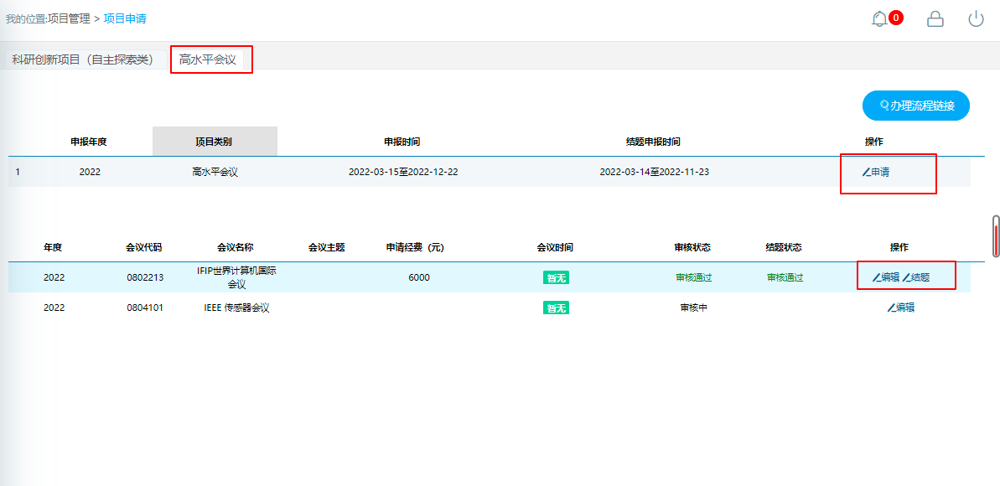 我的位置:项目管理 > 项目申请
0
科研创新项目（自主探索类）
高水平会议
办理流程链接
申报年度 项目类别 申报时间 结题申报时间 操作
1 2022 高水平会议 2022-03-15至2022-12-22 2022-03-14至2022-11-23 申请
年度 会议代码 会议名称 会议主题 申请经费（元） 会议时间 审核状态 结题状态 操作
2022 0802213 IFIP世界计算机国际 6000 暂无 审核通过 审核通过 编辑 结题
会议
2022 0804101 IEEE 传感器会议 暂无 审核中 编辑